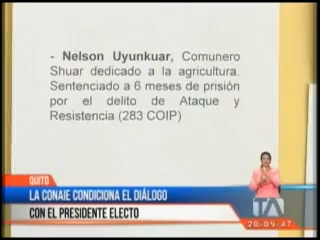 - Nelson Uyunkuar, Comunero
Shuar dedicado a la agricultura.
Sentenciado a 6 meses de prisión
por el delito de Ataque y
Resistencia (283 COIP)
QUITO
LA CONAIE CONDICIONA EL DIÁLOGO
CON EL PRESIDENTE ELECTO
TA
20:09:47